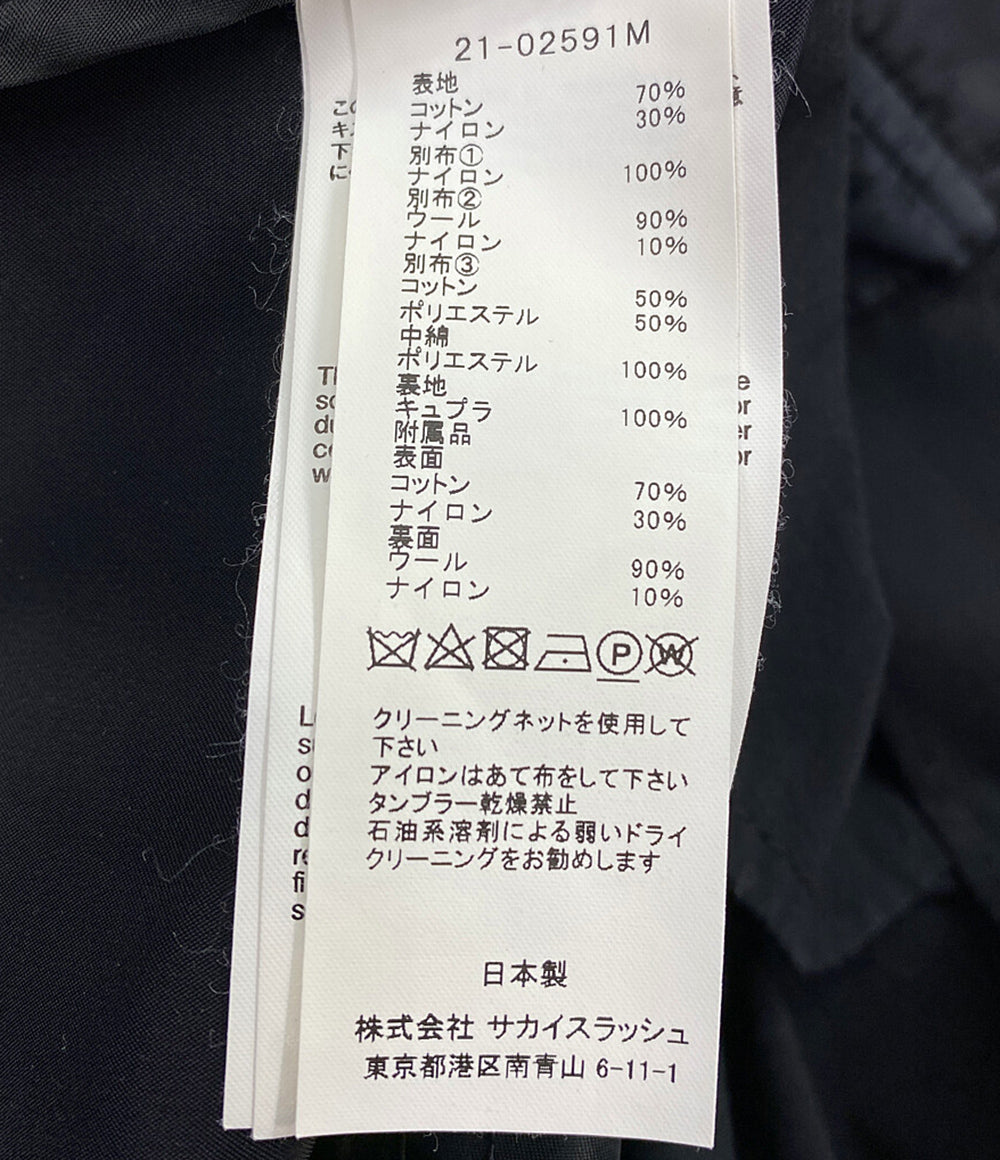 21-02591M
表地
コットン 70%
ナイロン 30%
別布①
ナイロン 100%
別布②
ウール 90%
ナイロン 10%
別布③
コットン 50%
ポリエステル 50%
中綿
ポリエステル 100%
裏地
キュプラ 100%
附属品
表面
コットン 70%
ナイロン 30%
裏面
ウール 90%
ナイロン 10%
P W
クリーニングネットを使用して
下さい
アイロンはあて布をして下さい
タンブラー乾燥禁止
石油系溶剤による弱いドライ
クリーニングをお勧めします
日本製
株式会社 サカイスラッシュ
東京都港区南青山 6-11-1